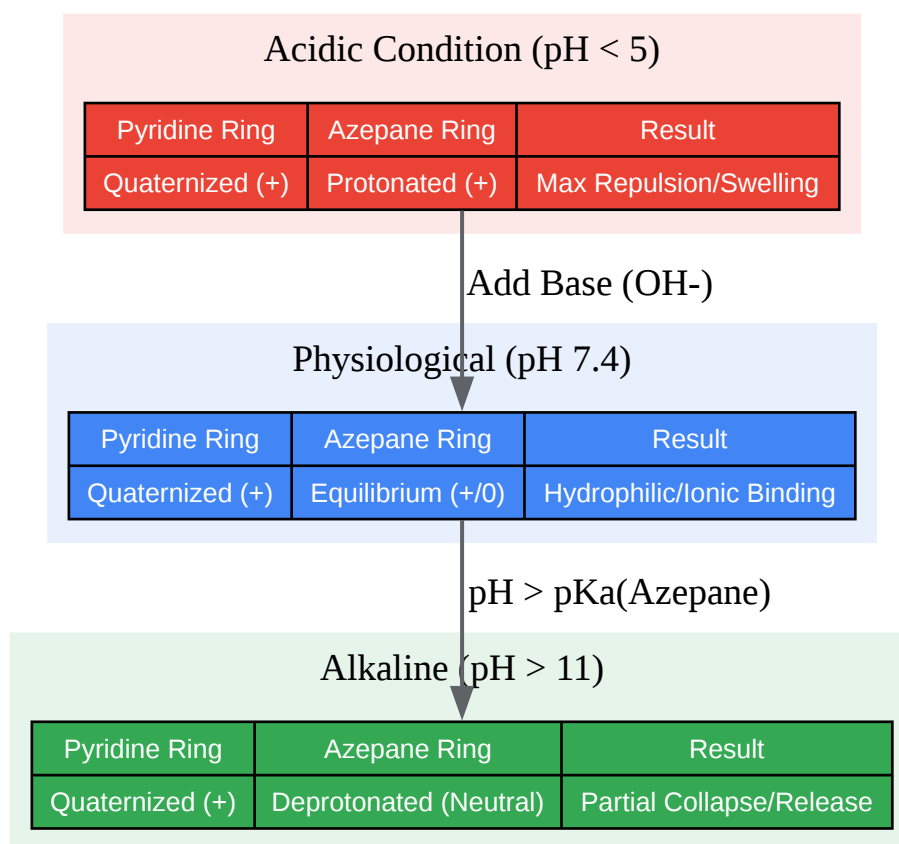 Acidic Condition (pH < 5)
Pyridine Ring Azepane Ring Result
Quaternized (+) Protonated (+) Max Repulsion/Swelling
Add Base (OH-)
Physiological (pH 7.4)
Pyridine Ring Azepane Ring Result
Quaternized (+) Equilibrium (+/0) Hydrophilic/Ionic Binding
pH > pKa(Azepane)
Alkaline (pH > 11)
Pyridine Ring Azepane Ring Result
Quaternized (+) Deprotonated (Neutral) Partial Collapse/Release